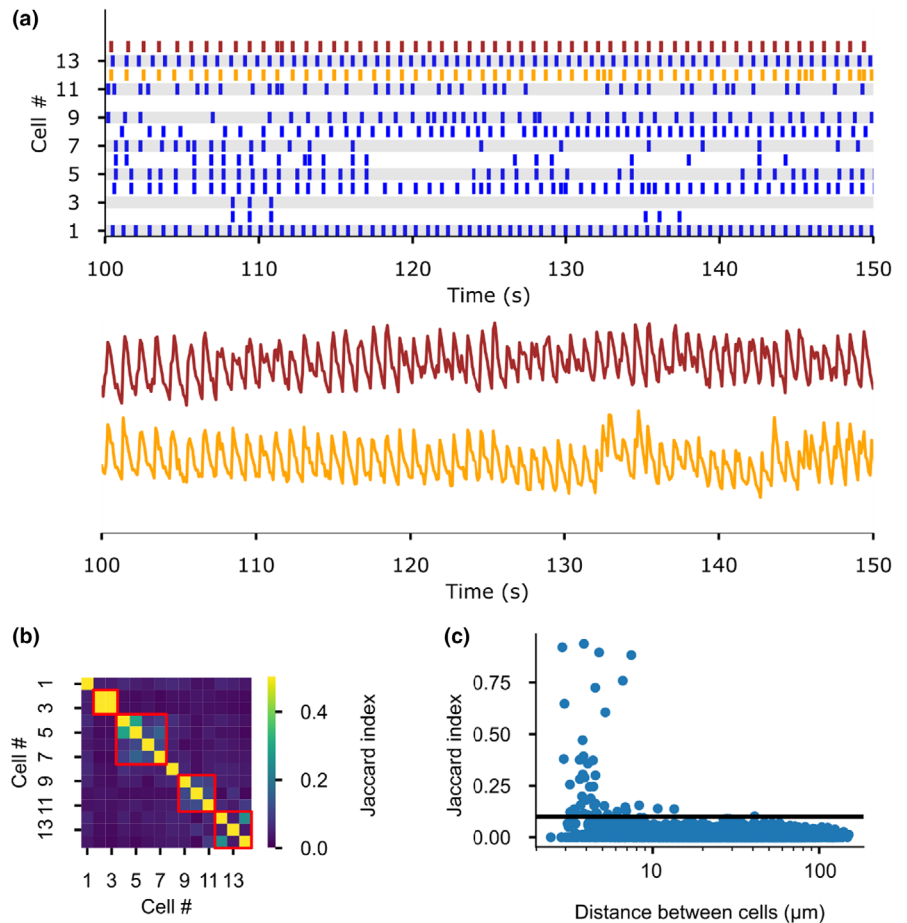 (a)
Cell #
13
11
9
7
5
3
1
100 110 120 130 140 150
Time (s)
100 110 120 130 140 150
Time (s)
(b)
Cell #
1
3
5
7
9
11
13
1 3 5 7 9 11 13
Cell #
0.4
0.2
0.0
Jaccard index
(c)
Jaccard index
0.75
0.50
0.25
0.00
10 100
Distance between cells (μm)